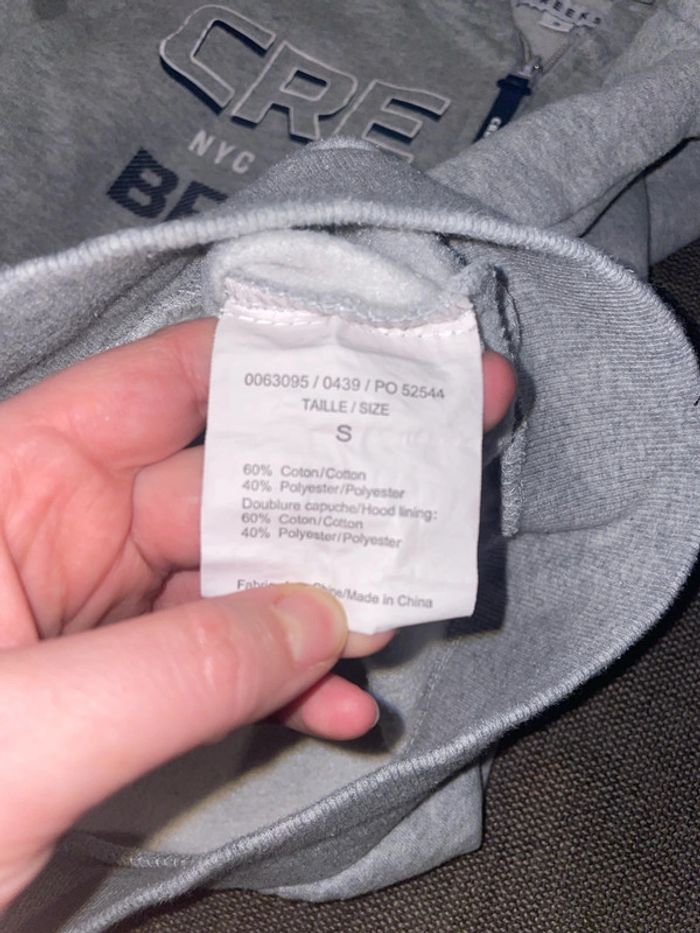 CRE
NYC
BE
0063095 / 0439 / PO 52544
TAILLE / SIZE
S
60% Coton/Cotton
40% Polyester/Polyester
Doublure capuche/Hood lining:
60% Coton/Cotton
40% Polyester/Polyester
/Made in China